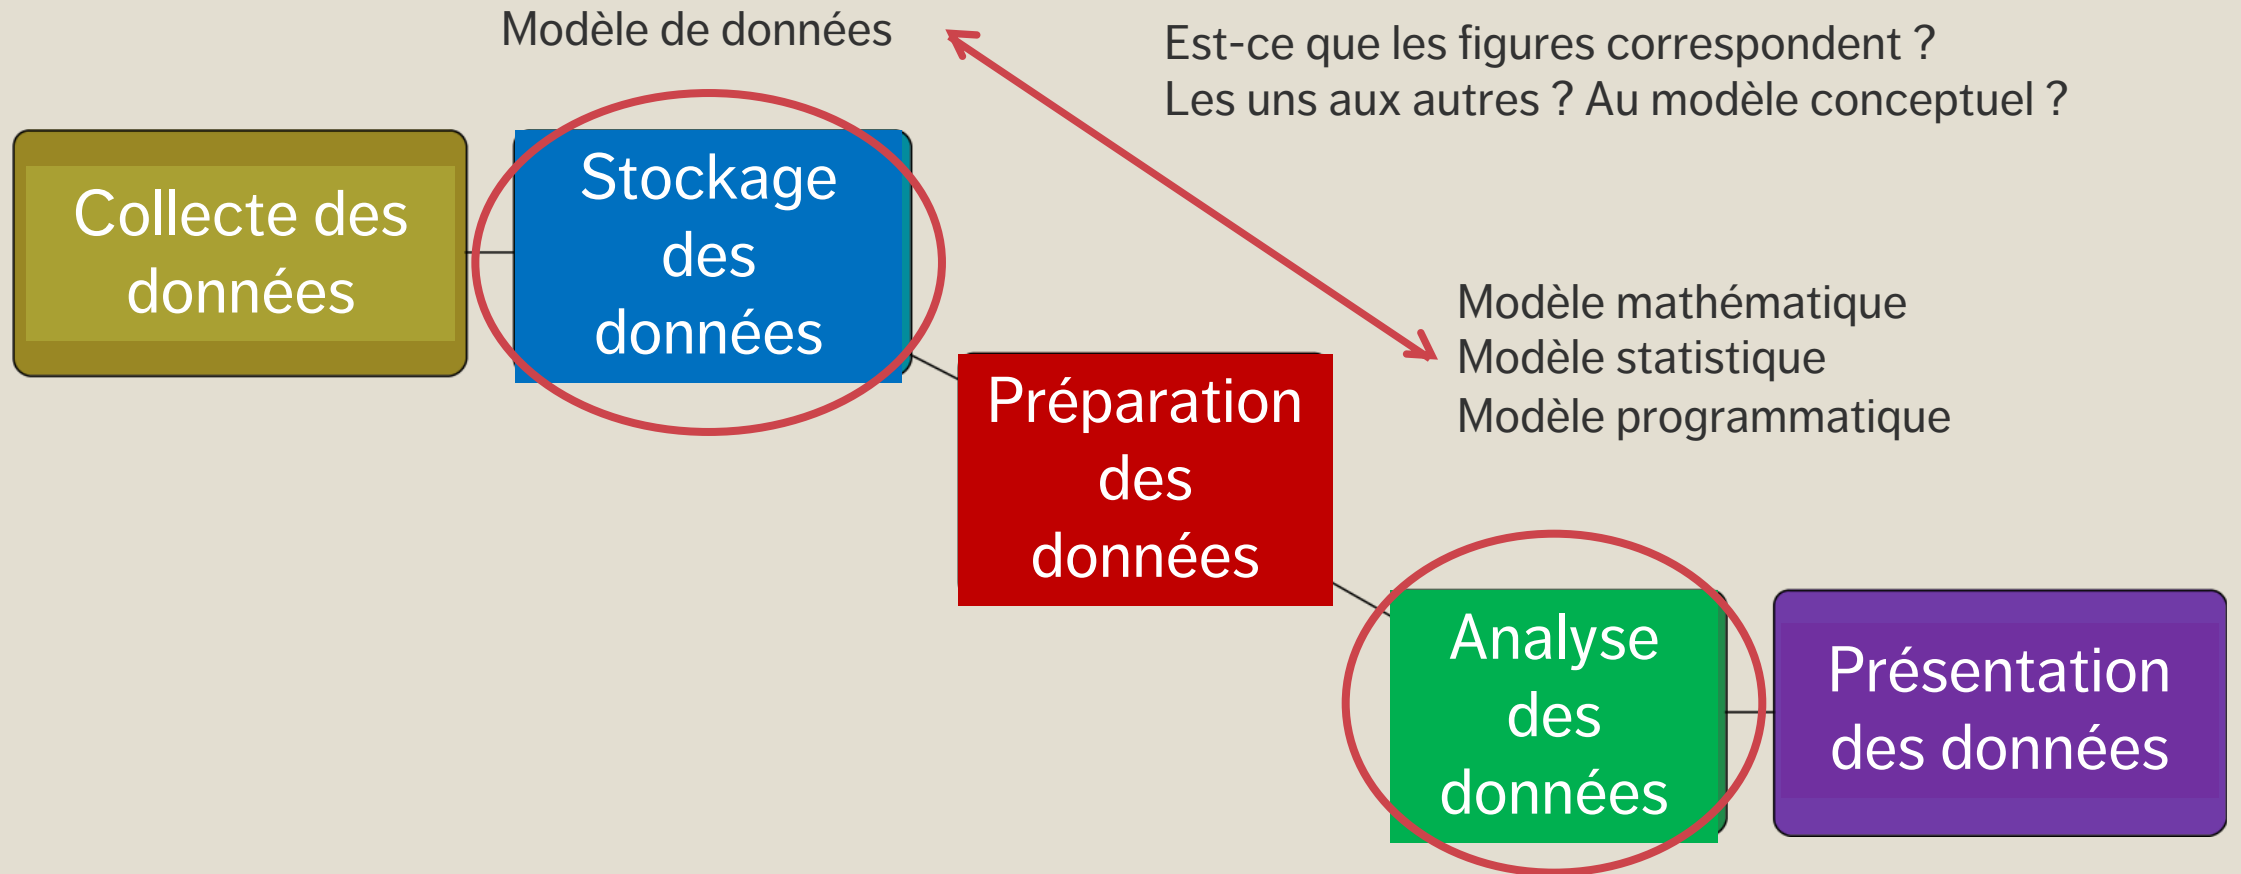 Modèle de données
Est-ce que les figures correspondent ?
Les uns aux autres ? Au modèle conceptuel ?
Collecte des
données
Stockage
des
données
Modèle mathématique
Modèle statistique
Modèle programmatique
Préparation
des
données
Analyse
des
données
Présentation
des données